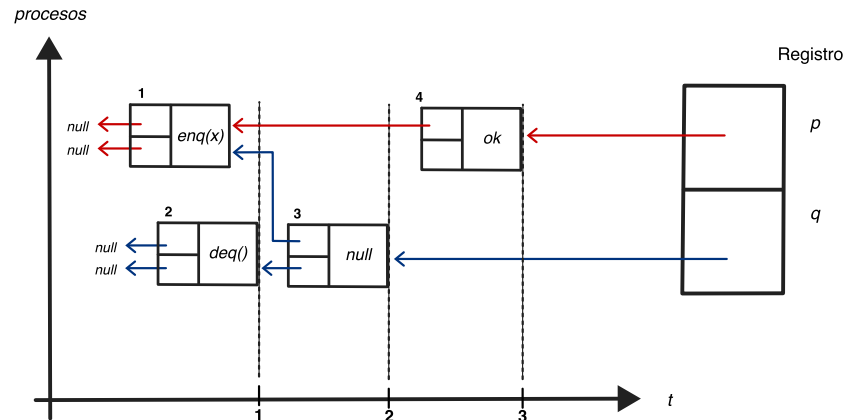 procesos
Registro
1
4
null
enq(x)
null
ok
p
2
3
q
null
deq()
null
null
t
1
2
3